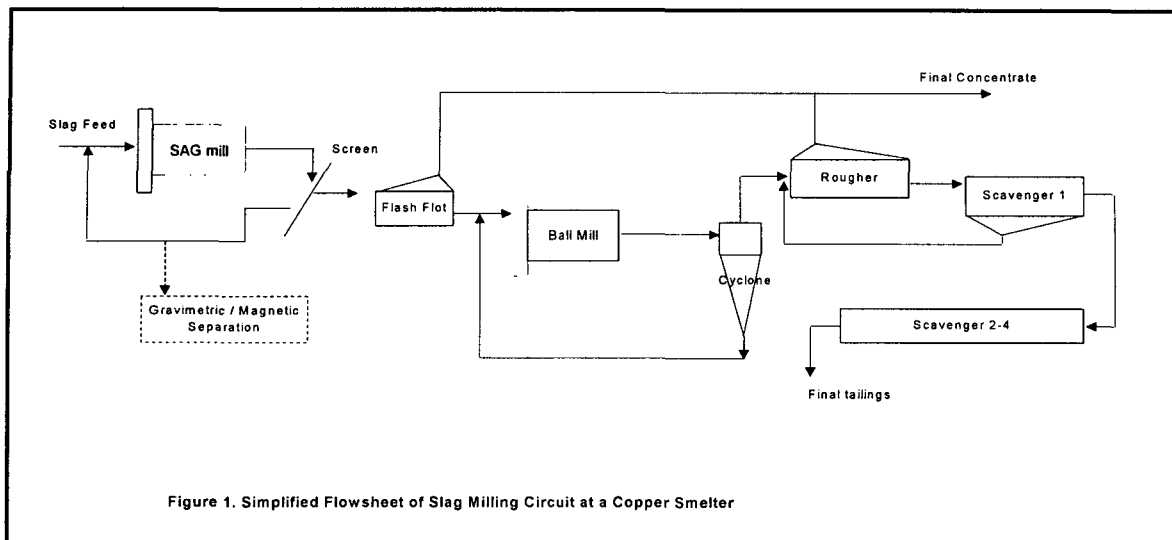 Final Concentrate
Slag Feed
SAG mill
Screen
Rougher
Scavenger 1
Flash Flot
Ball Mill
Cyclone
Gravimetric / Magnetic
Separation
Scavenger 2-4
Final tailings
Figure 1. Simplified Flowsheet of Slag Milling Circuit at a Copper Smelter